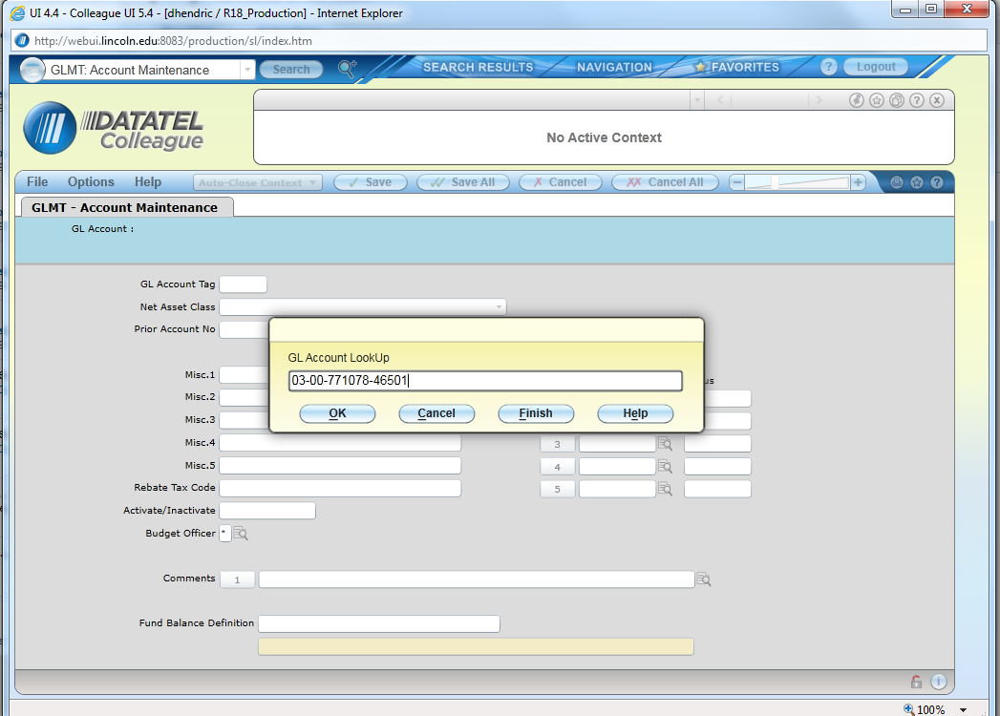 UI 4.4 - Colleague UI 5.4 - [dhendric / R18_Production] - Internet Explorer
http://webui.lincoln.edu:8083/production/sl/index.htm
GLMT: Account Maintenance Search SEARCH RESULTS NAVIGATION FAVORITES ? Logout
DATATEL
Colleague
No Active Context
File Options Help Auto-Close Context Save Save All Cancel Cancel All
GLMT - Account Maintenance
GL Account :
GL Account Tag
Net Asset Class
Prior Account No
GL Account LookUp
03-00-771078-46501
OK Cancel Finish Help
Misc.1
us
Misc.2
Misc.3
Misc.4 3
Misc.5 4
Rebate Tax Code 5
Activate/Inactivate
Budget Officer *
Comments 1
Fund Balance Definition
100%